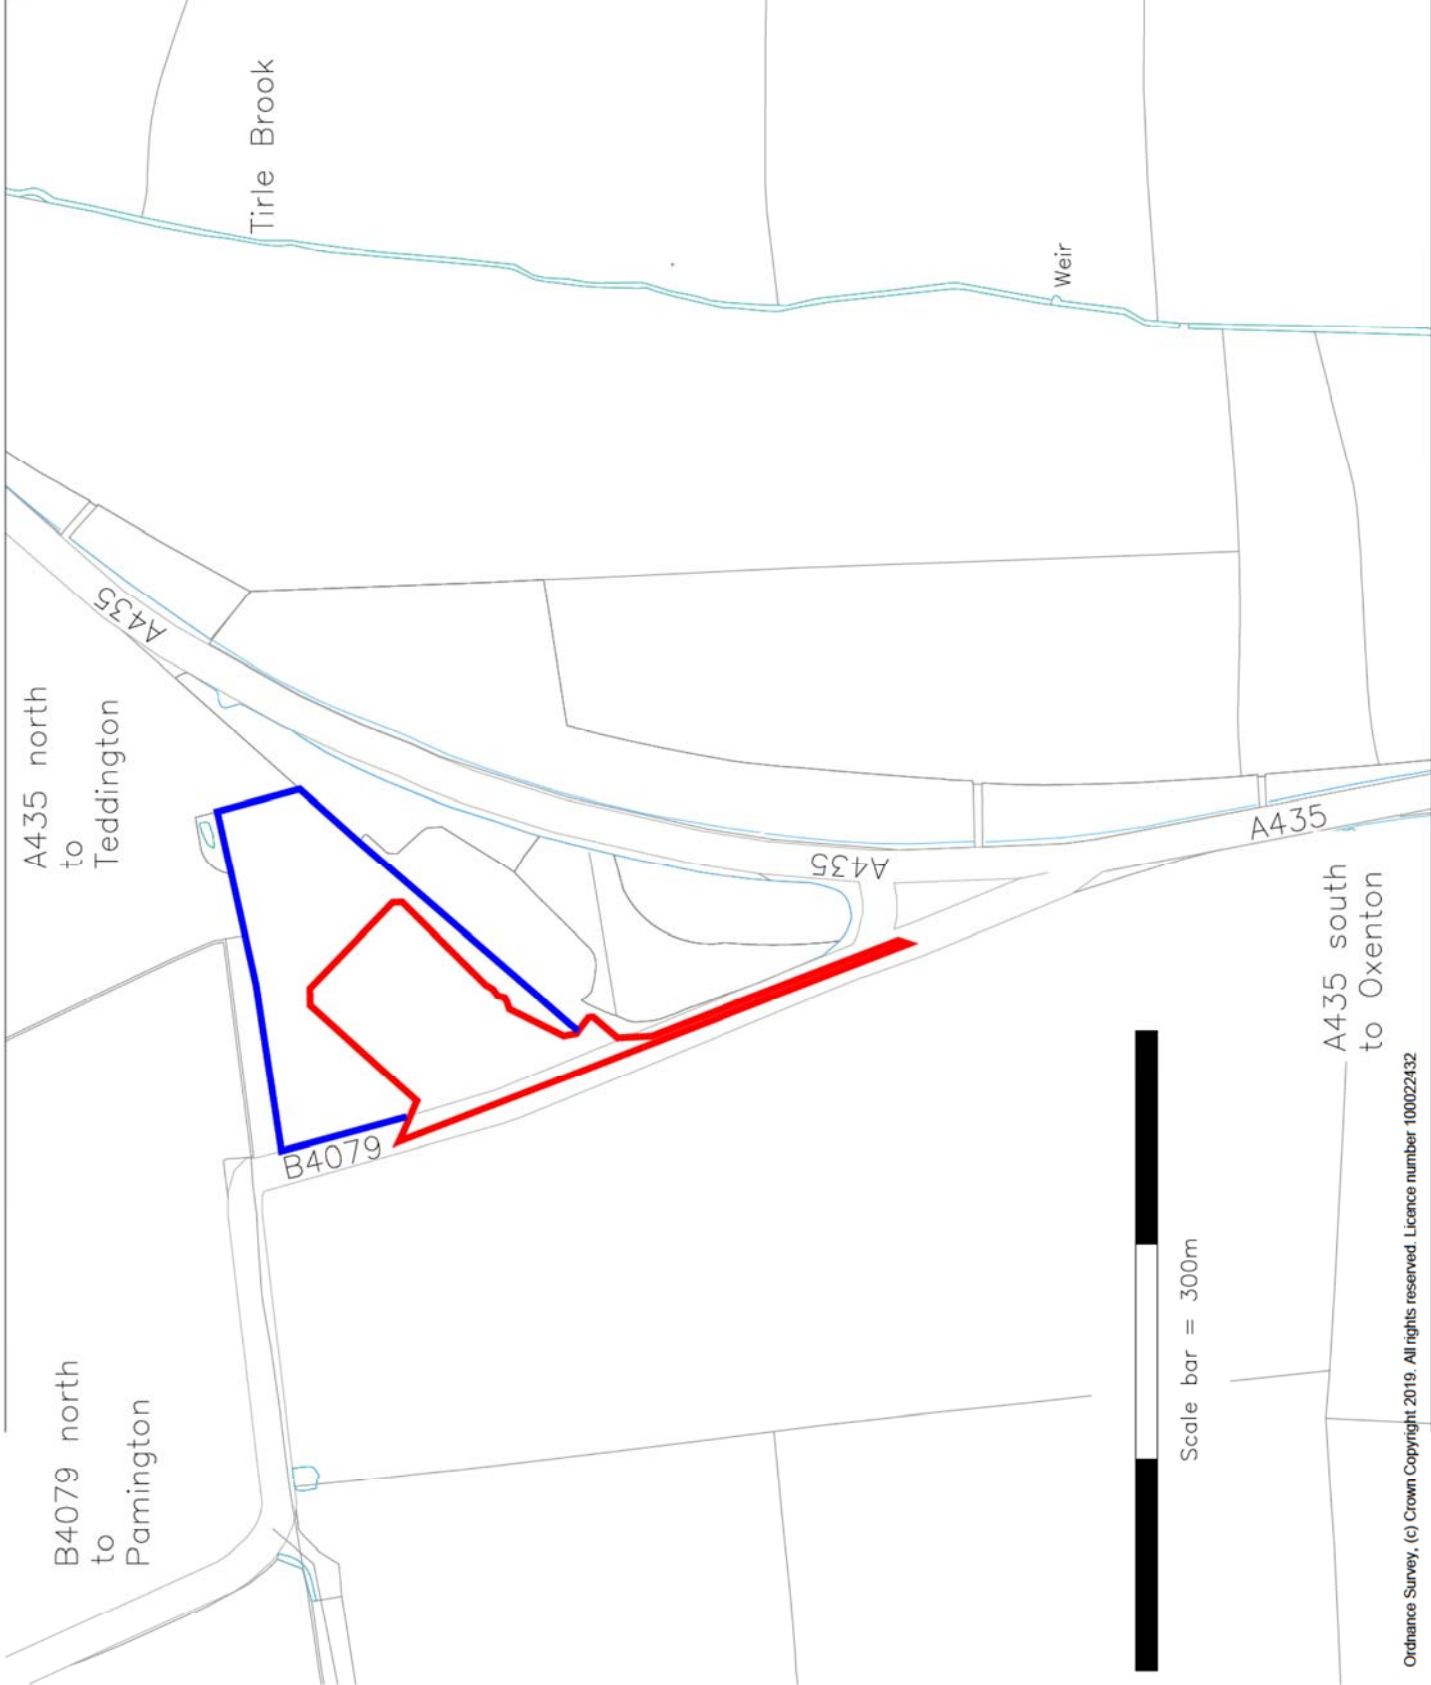 B4079 north
to
Pamington
A435 north
to
Teddington
Tirle Brook
A435
B4079
A435
Weir
A435
A435 south
to Oxenton
Scale bar = 300m
Ordnance Survey, (c) Crown Copyright 2019. All rights reserved. Licence number 100022432